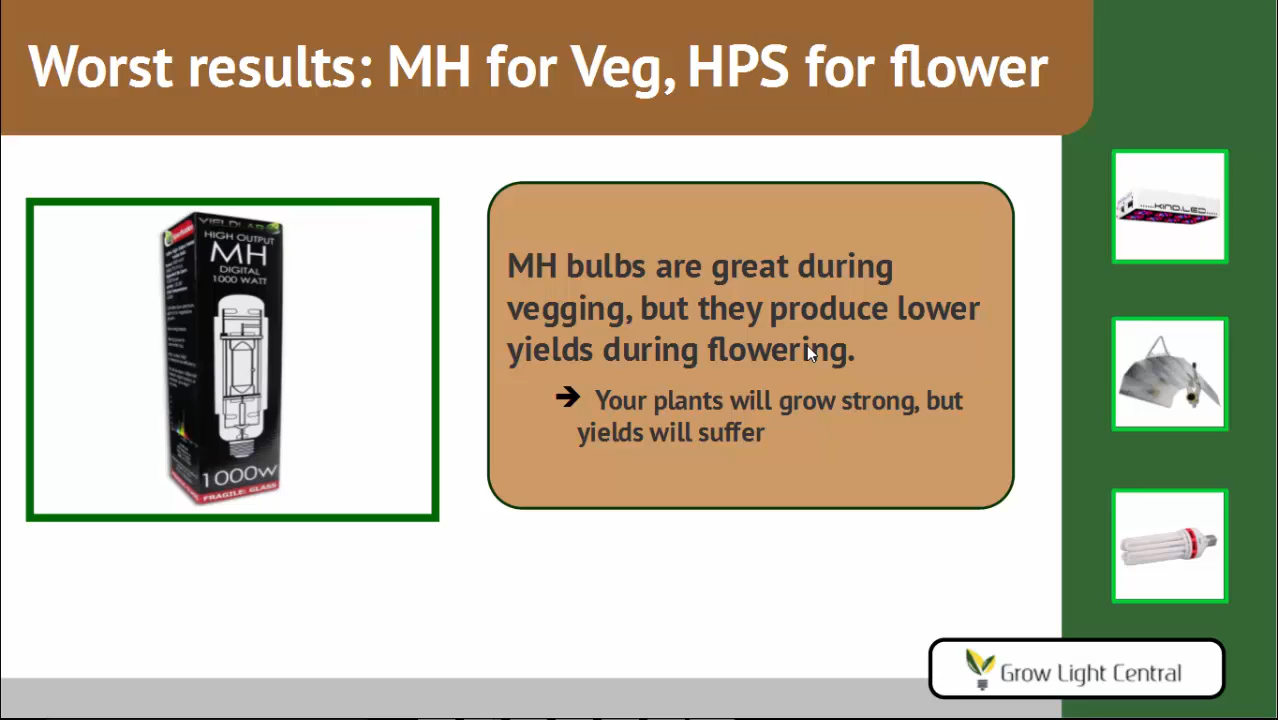 Worst results: MH for Veg, HPS for flower
YIELD LAB
HIGH OUTPUT
MH
DIGITAL
1000 WATT
1000W
FRAGILE: GLASS
MH bulbs are great during
vegging, but they produce lower
yields during flowering.
➔ Your plants will grow strong, but
yields will suffer
KIND LED
Grow Light Central